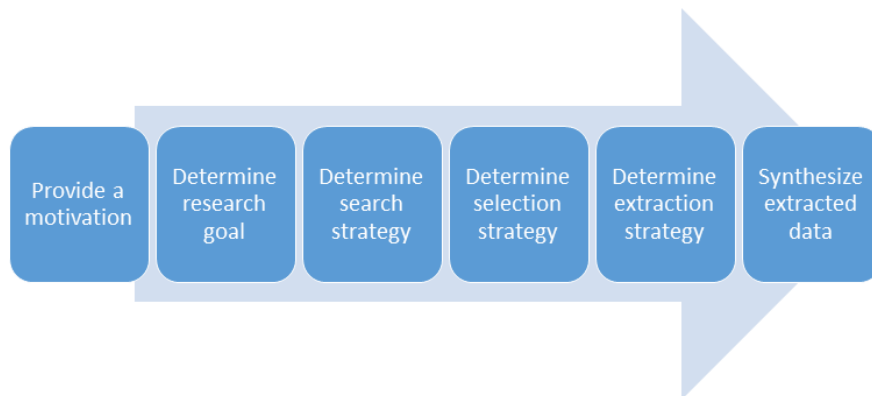 Provide a
motivation
Determine
research
goal
Determine
search
strategy
Determine
selection
strategy
Determine
extraction
strategy
Synthesize
extracted
data